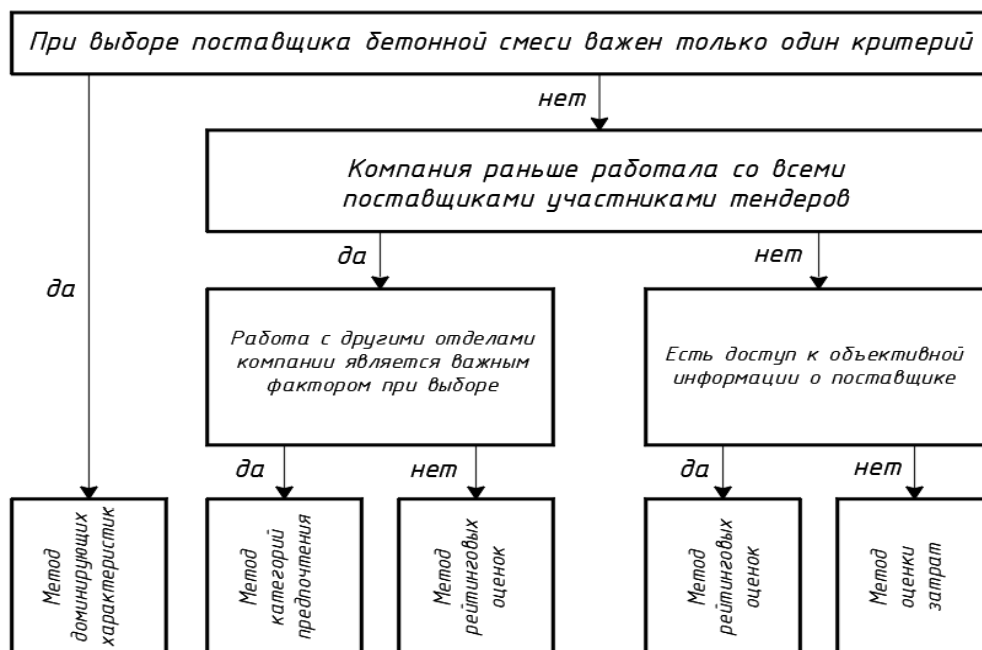 При выборе поставщика бетонной смеси важен только один критерий
нет
Компания раньше работала со всеми
поставщиками участниками тендеров
да
нет
да
Работа с другими отделами
компании является важным
фактором при выборе
Есть доступ к объективной
информации о поставщике
да
нет
да
нет
Метод
доминирующих
характеристик
Метод
категорий
предпочтения
Метод
рейтинговых
оценок
Метод
рейтинговых
оценок
Метод
оценки
затрат